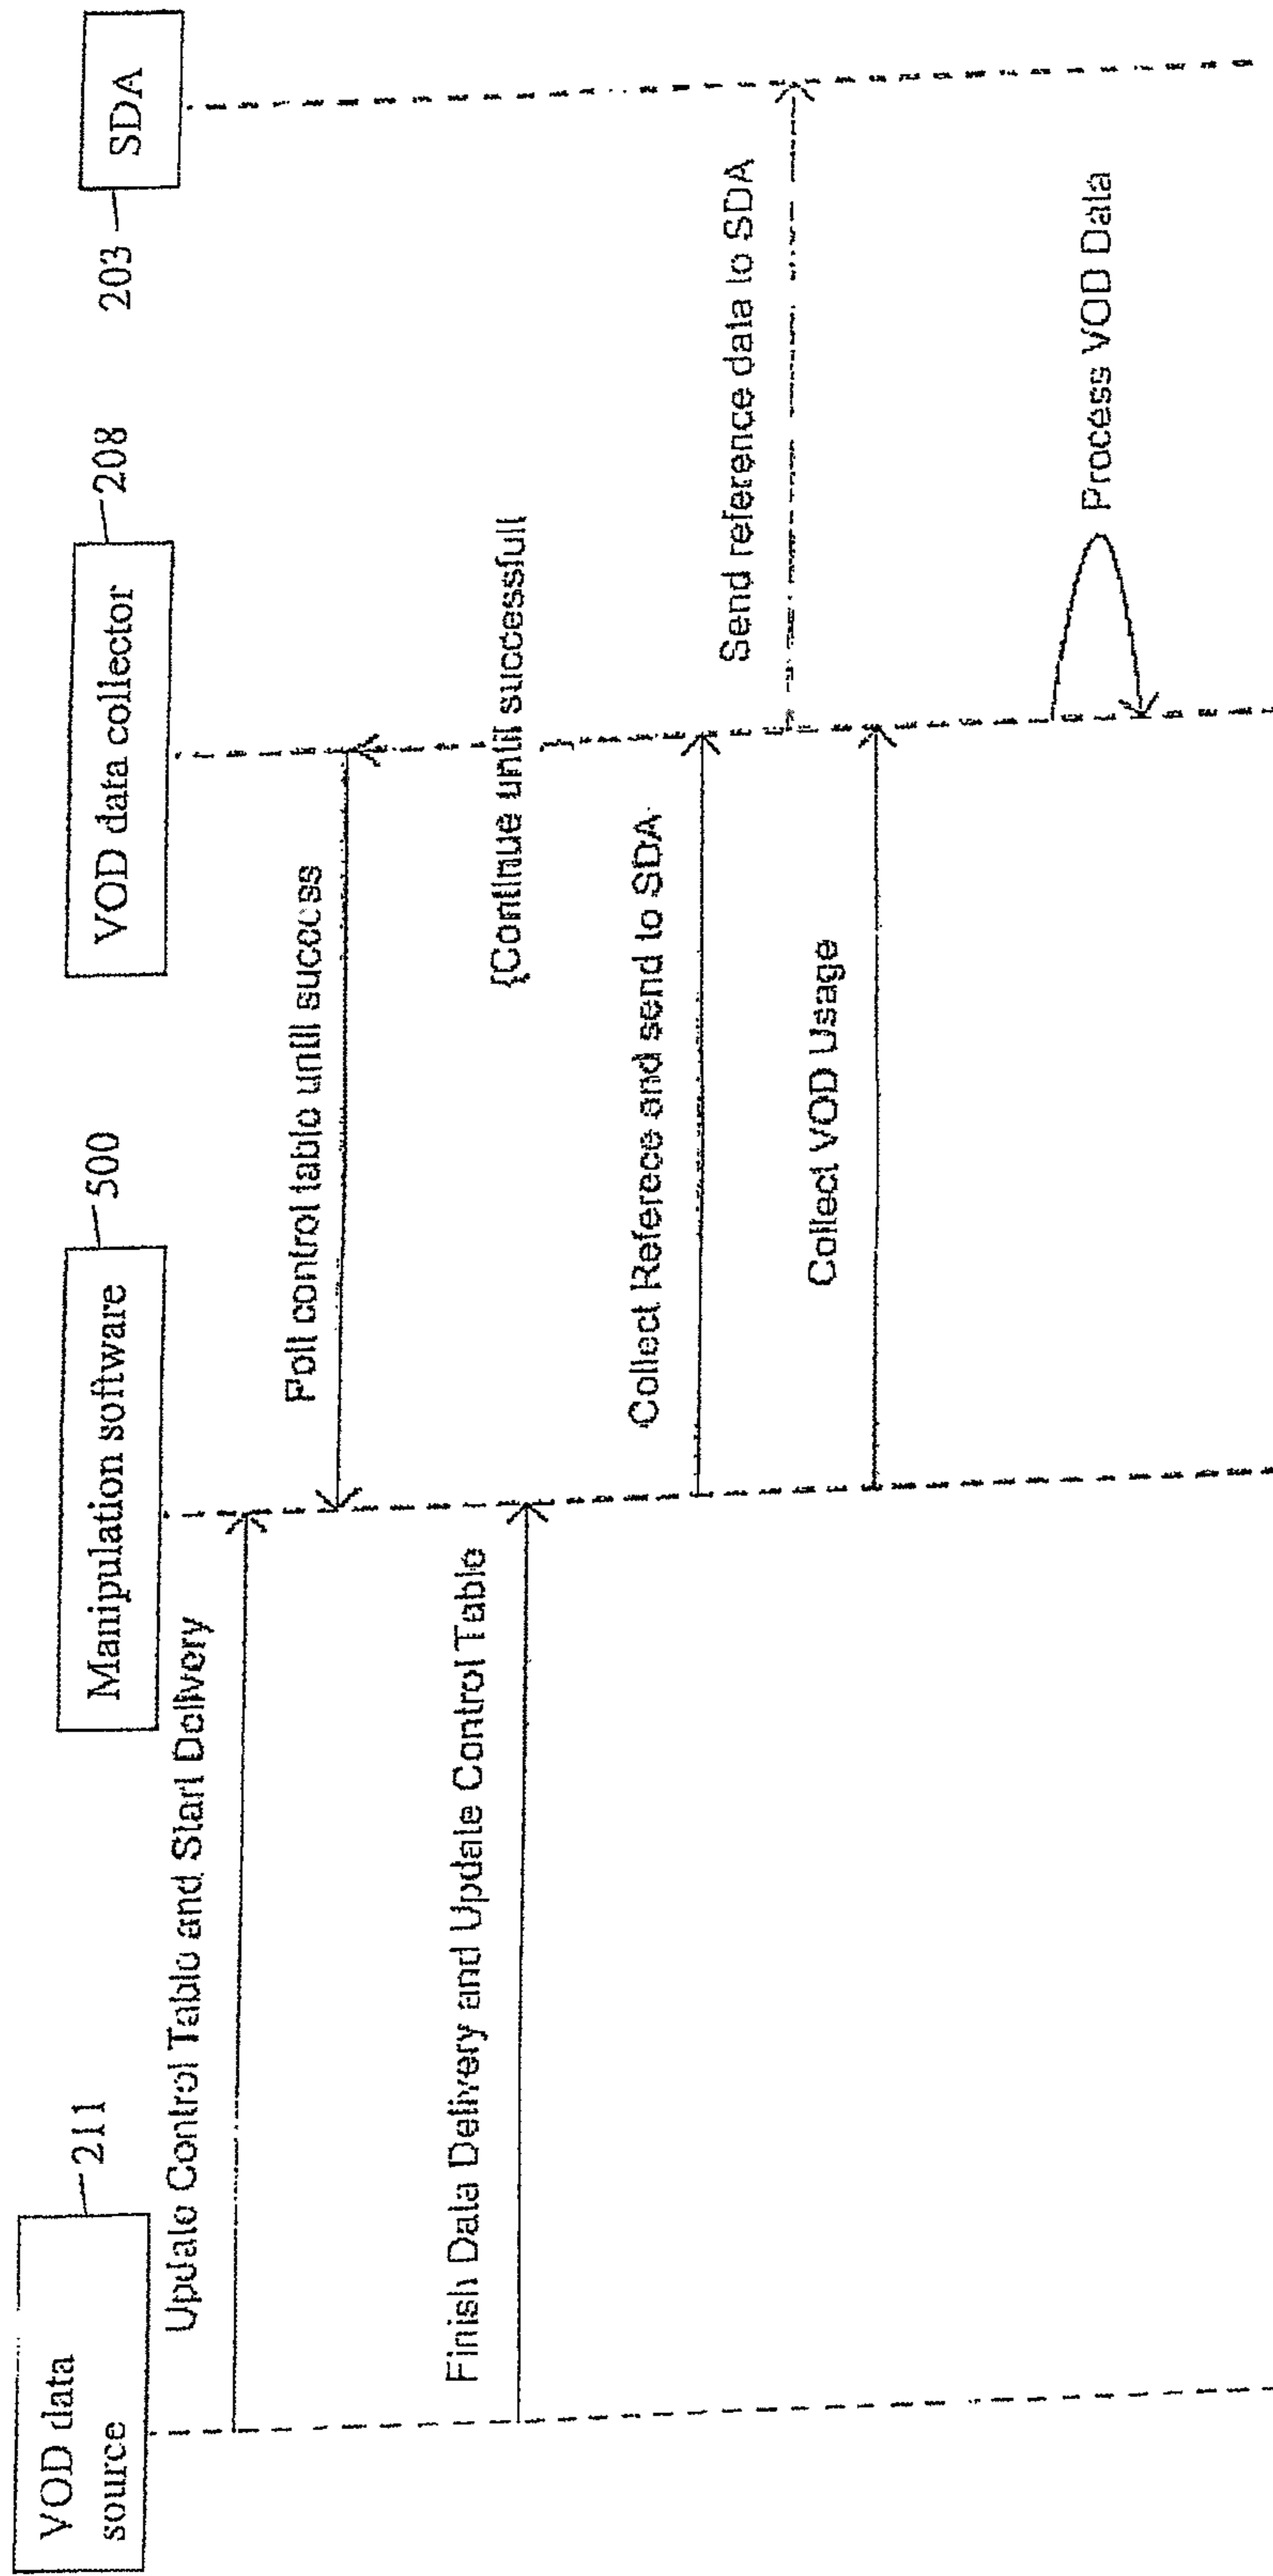 VOD data
source
211
Manipulation software
500
VOD data collector
208
SDA
203
Update Control Table and Start Delivery
Poll control table until success
Finish Data Delivery and Update Control Table
{Continue until successful}
Collect Referece and send to SDA
Send reference data to SDA
Collect VOD Usage
Process VOD Data